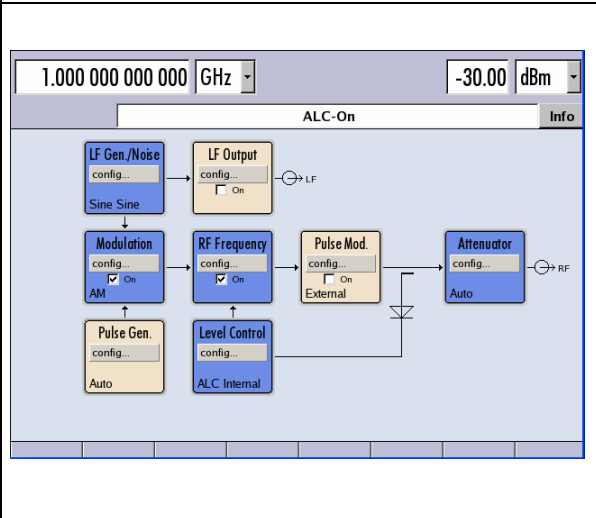 1.000 000 000 000 GHz -30.00 dBm
ALC-On Info
LF Gen./Noise
config...
Sine Sine
LF Output
config...
On
LF
Modulation
config...
On
AM
RF Frequency
config...
On
Pulse Mod.
config...
On
External
Attenuator
config...
Auto
RF
Pulse Gen.
config...
Auto
Level Control
config...
ALC Internal